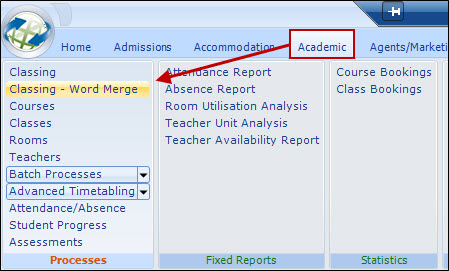 Home Admissions Accommodation Academic Agents/Marketi
Classing
Classing - Word Merge
Courses
Classes
Rooms
Teachers
Batch Processes
Advanced Timetabling
Attendance/Absence
Student Progress
Assessments
Processes
Attendance Report
Absence Report
Room Utilisation Analysis
Teacher Unit Analysis
Teacher Availability Report
Fixed Reports
Course Bookings
Class Bookings
Statistics